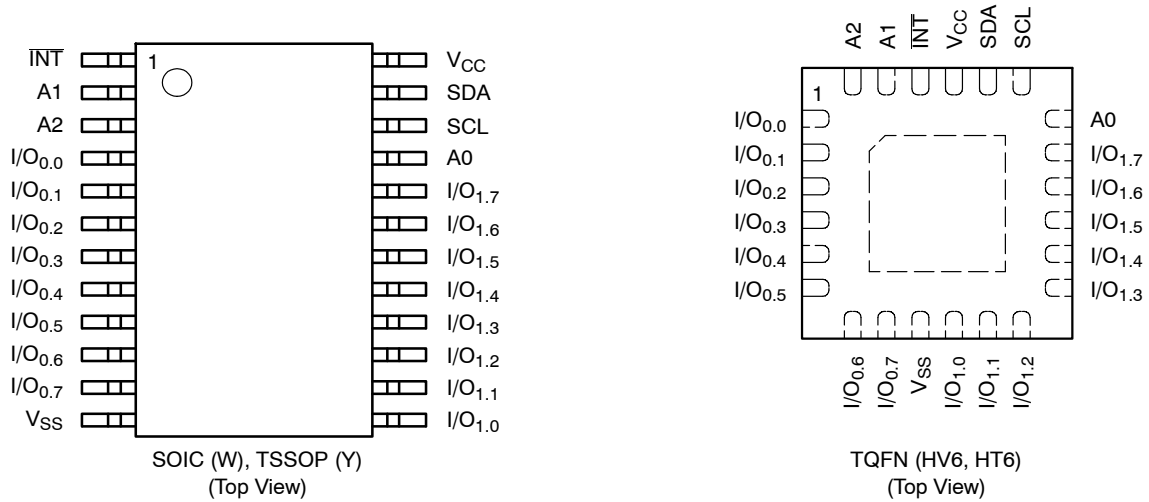 INT
A1
A2
I/O0.0
I/O0.1
I/O0.2
I/O0.3
I/O0.4
I/O0.5
I/O0.6
I/O0.7
VSS
1
VCC
SDA
SCL
A0
I/O1.7
I/O1.6
I/O1.5
I/O1.4
I/O1.3
I/O1.2
I/O1.1
I/O1.0
SOIC (W), TSSOP (Y)
(Top View)
A2
A1
INT
VCC
SDA
SCL
1
I/O0.0
I/O0.1
I/O0.2
I/O0.3
I/O0.4
I/O0.5
A0
I/O1.7
I/O1.6
I/O1.5
I/O1.4
I/O1.3
I/O0.6
I/O0.7
VSS
I/O1.0
I/O1.1
I/O1.2
TQFN (HV6, HT6)
(Top View)